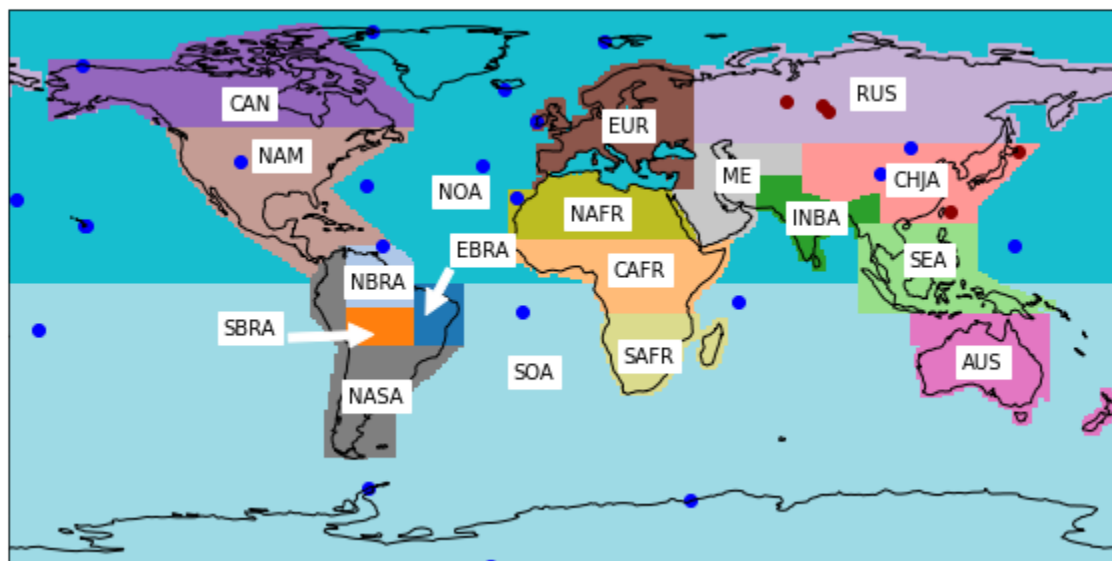 CAN
RUS
EUR
NAM
ME
CHJA
NOA
NAFR
INBA
EBRA
SEA
CAFR
NBRA
SBRA
SAFR
AUS
SOA
NASA